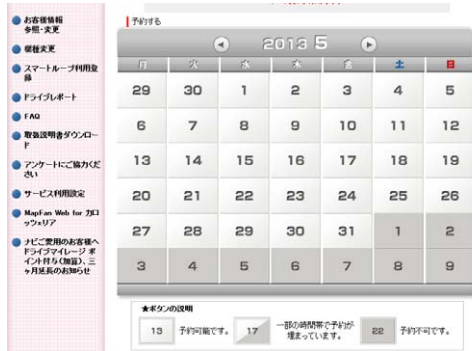 お客様情報
参照・変更
機種変更
スマートループ利用登
録
ドライブレポート
FAQ
取扱説明書ダウンロー
ド
アンケートにご協力くだ
さい
サービス利用設定
MapFan Web for カロ
ッツェリア
ナビご愛用のお客様へ
ドライブマイレージ ポ
イント付与(加算)、三
ヶ月延長のお知らせ
予約する
2013 5
月 火 水 木 金 土 日
29 30 1 2 3 4 5
6 7 8 9 10 11 12
13 14 15 16 17 18 19
20 21 22 23 24 25 26
27 28 29 30 31 1 2
3 4 5 6 7 8 9
★ボタンの説明
13 予約可能です。 17 一部の時間帯で予約が
埋まっています。 22 予約不可です。